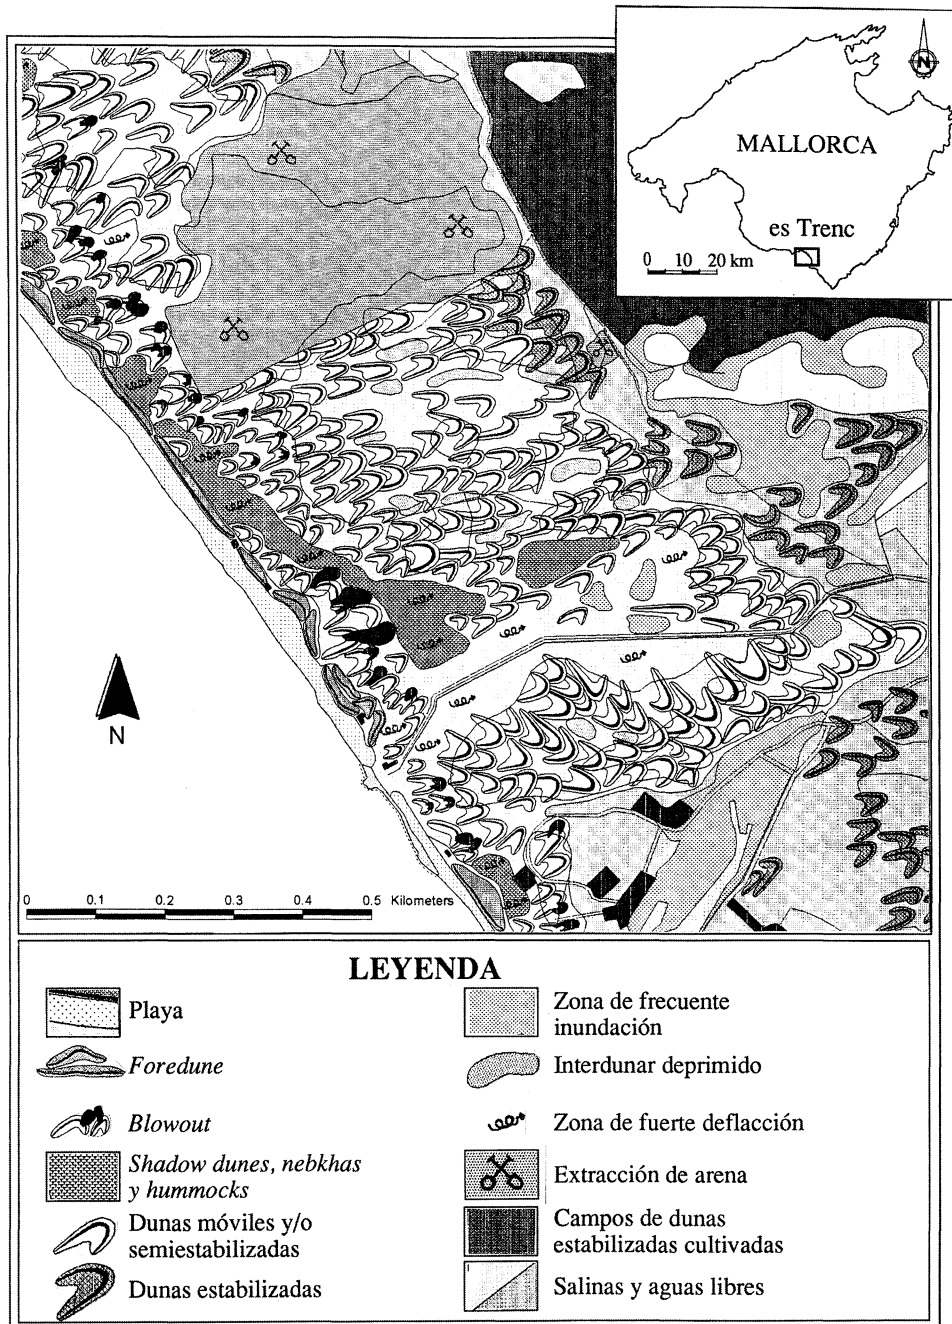 N
MALLORCA
es Trenc
0 10 20 km
N
0 0.1 0.2 0.3 0.4 0.5 Kilometers
LEYENDA
Playa
Foredune
Blowout
Shadow dunes, nebkhas
y hummocks
Dunas móviles y/o
semiestabilizadas
Dunas estabilizadas
Zona de frecuente
inundación
Interdunar deprimido
Zona de fuerte deflacción
Extracción de arena
Campos de dunas
estabilizadas cultivadas
Salinas y aguas libres